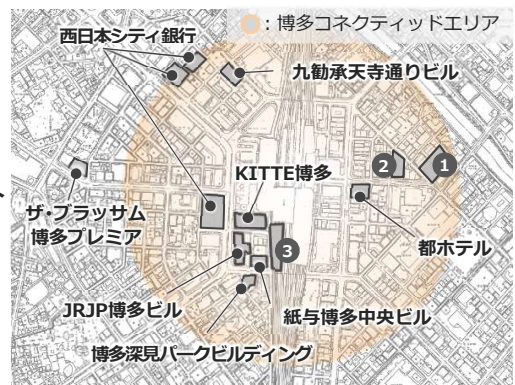 ：博多コネクティッドエリア
西日本シティ銀行
九勧承天寺通りビル
KITTE博多
2
1
ザ・ブラッサム
博多プレミア
都ホテル
3
JRJP博多ビル
紙与博多中央ビル
博多深見パークビルディング